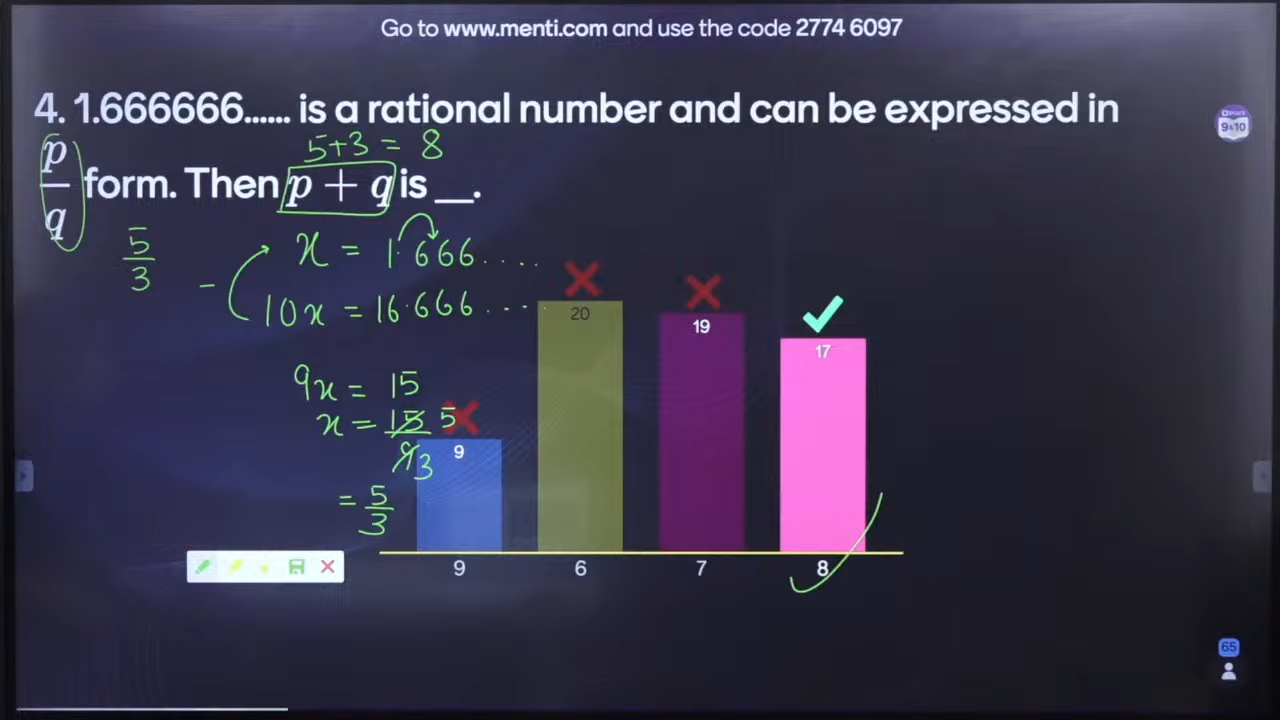 Go to www.menti.com and use the code 2774 6097
4. 1.666666...... is a rational number and can be expressed in
5+3 = 8
p/q form. Then p + q is __.
5/3
x = 1.666....
10x = 16.666....
9x = 15
x = 15/9 5 3
= 5/3
20
19
17
9
9 6 7 8
9&10
65